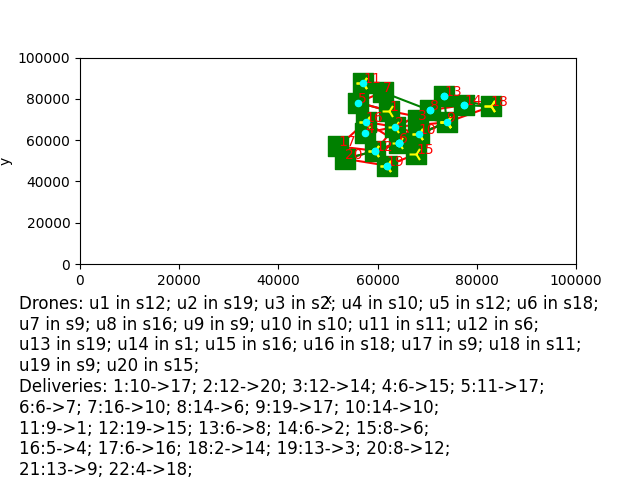 100000
80000
60000
40000
20000
0
y
0 20000 40000 60000 80000 100000
x
Drones: u1 in s12; u2 in s19; u3 in s2; u4 in s10; u5 in s12; u6 in s18;
u7 in s9; u8 in s16; u9 in s9; u10 in s10; u11 in s11; u12 in s6;
u13 in s19; u14 in s1; u15 in s16; u16 in s18; u17 in s9; u18 in s11;
u19 in s9; u20 in s15;
Deliveries: 1:10->17; 2:12->20; 3:12->14; 4:6->15; 5:11->17;
6:6->7; 7:16->10; 8:14->6; 9:19->17; 10:14->10;
11:9->1; 12:19->15; 13:6->8; 14:6->2; 15:8->6;
16:5->4; 17:6->16; 18:2->14; 19:13->3; 20:8->12;
21:13->9; 22:4->18;